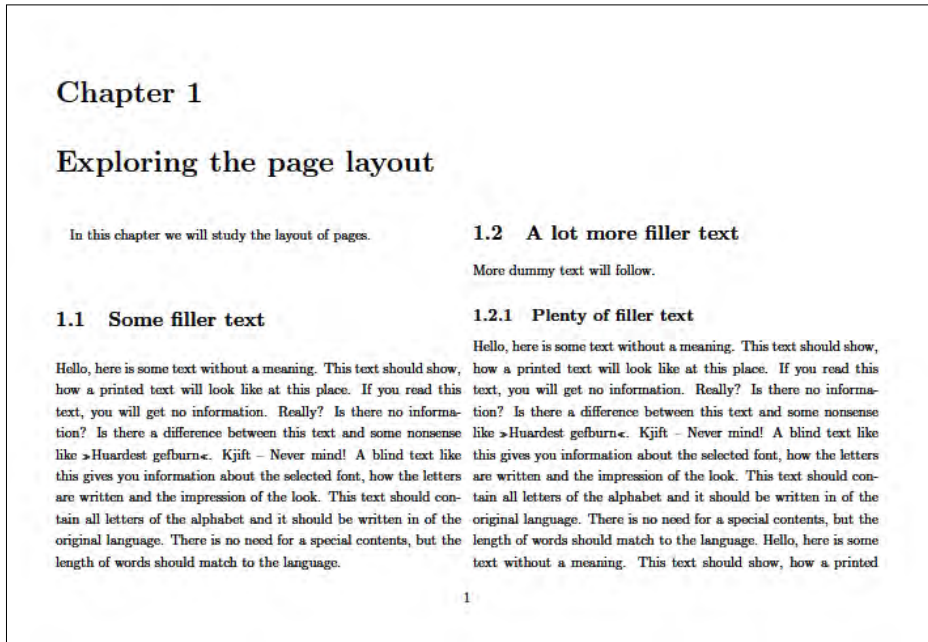 Chapter 1
Exploring the page layout
In this chapter we will study the layout of pages.
1.1 Some filler text
Hello, here is some text without a meaning. This text should show,
how a printed text will look like at this place. If you read this
text, you will get no information. Really? Is there no informa-
tion? Is there a difference between this text and some nonsense
like »Huardest gefburn«. Kjift – Never mind! A blind text like
this gives you information about the selected font, how the letters
are written and the impression of the look. This text should con-
tain all letters of the alphabet and it should be written in of the
original language. There is no need for a special contents, but the
length of words should match to the language.
1.2 A lot more filler text
More dummy text will follow.
1.2.1 Plenty of filler text
Hello, here is some text without a meaning. This text should show,
how a printed text will look like at this place. If you read this
text, you will get no information. Really? Is there no informa-
tion? Is there a difference between this text and some nonsense
like »Huardest gefburn«. Kjift – Never mind! A blind text like
this gives you information about the selected font, how the letters
are written and the impression of the look. This text should con-
tain all letters of the alphabet and it should be written in of the
original language. There is no need for a special contents, but the
length of words should match to the language. Hello, here is some
text without a meaning. This text should show, how a printed
1